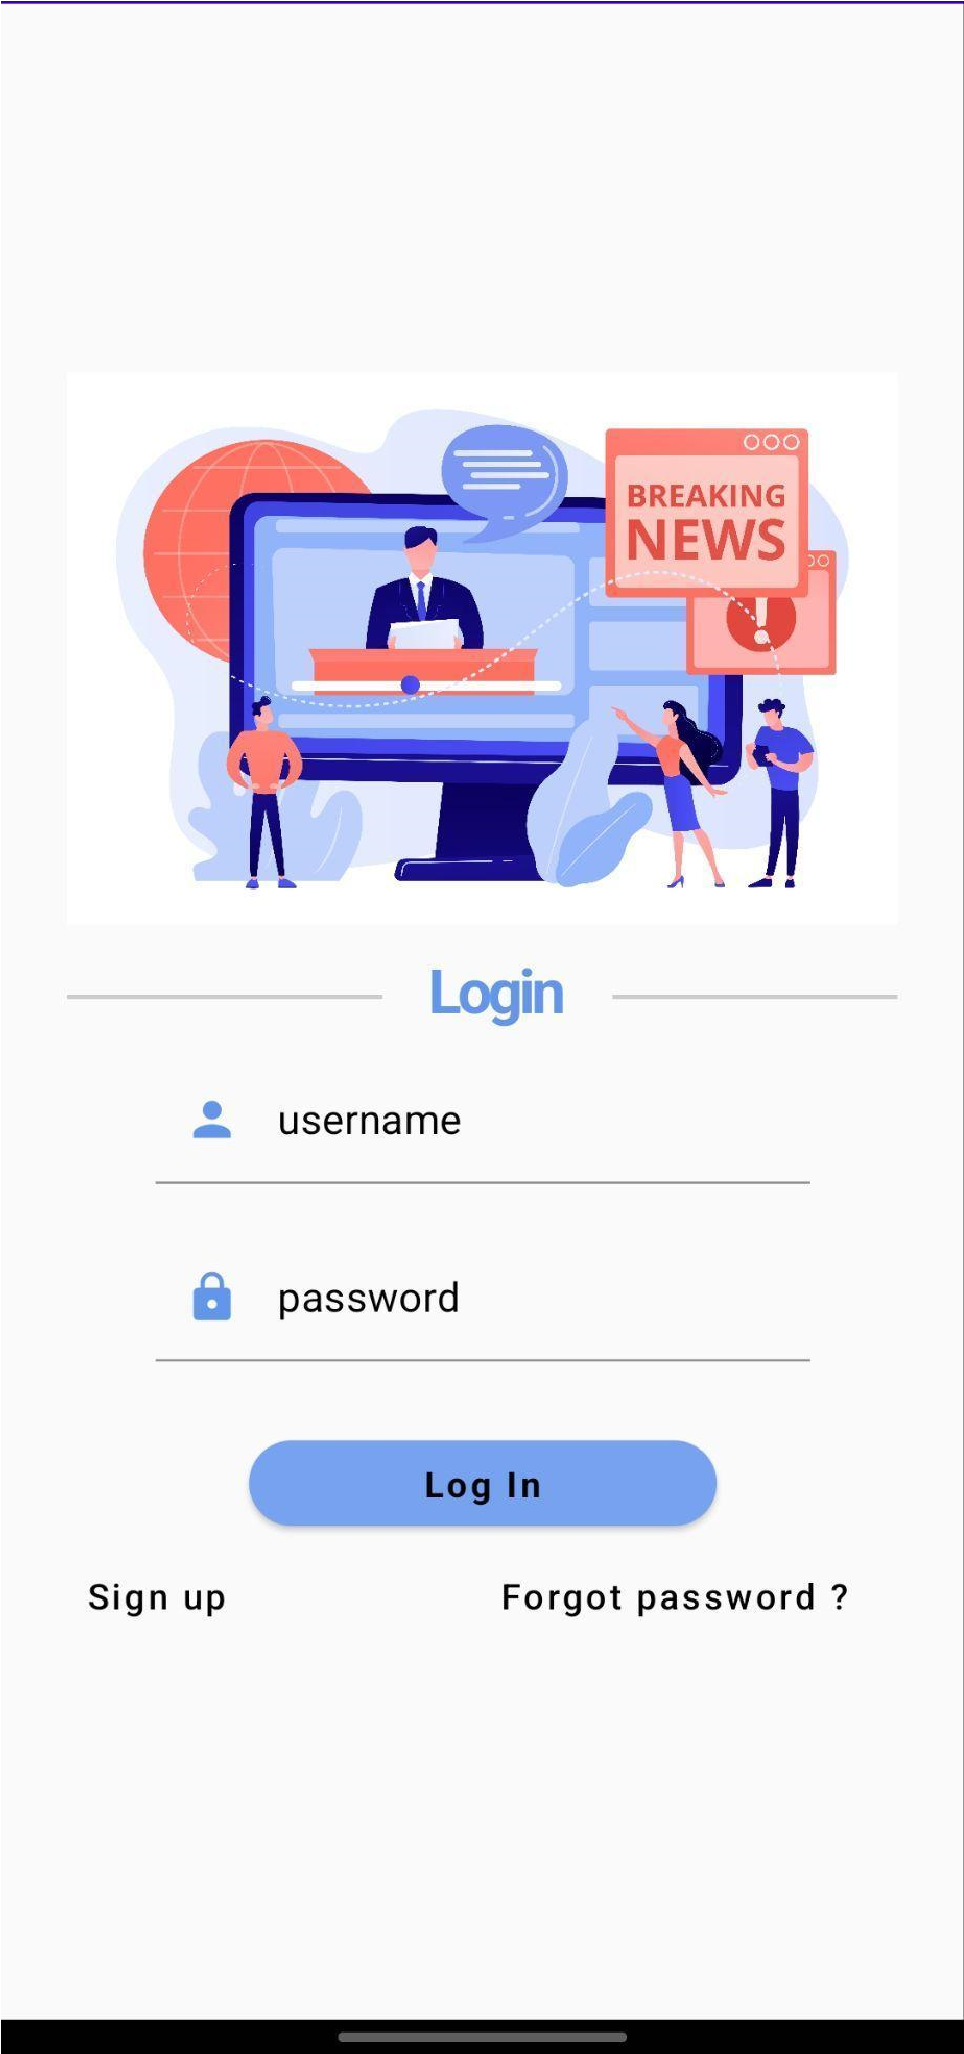 BREAKING
NEWS
!
Login
username
password
Log In
Sign up
Forgot password ?